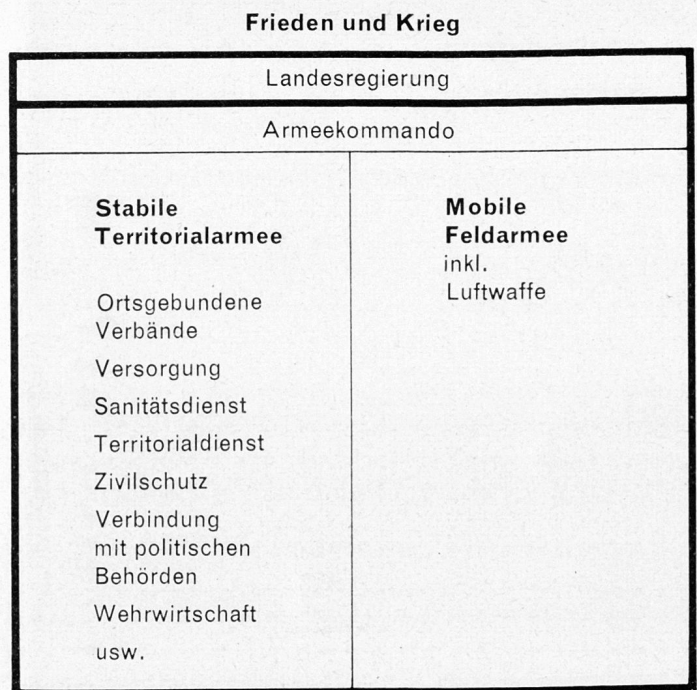 Frieden und Krieg
Landesregierung
Armeekommando
Stabile
Territorialarmee
Ortsgebundene
Verbände
Versorgung
Sanitätsdienst
Territorialdienst
Zivilschutz
Verbindung
mit politischen
Behörden
Wehrwirtschaft
usw.
Mobile
Feldarmee
inkl.
Luftwaffe